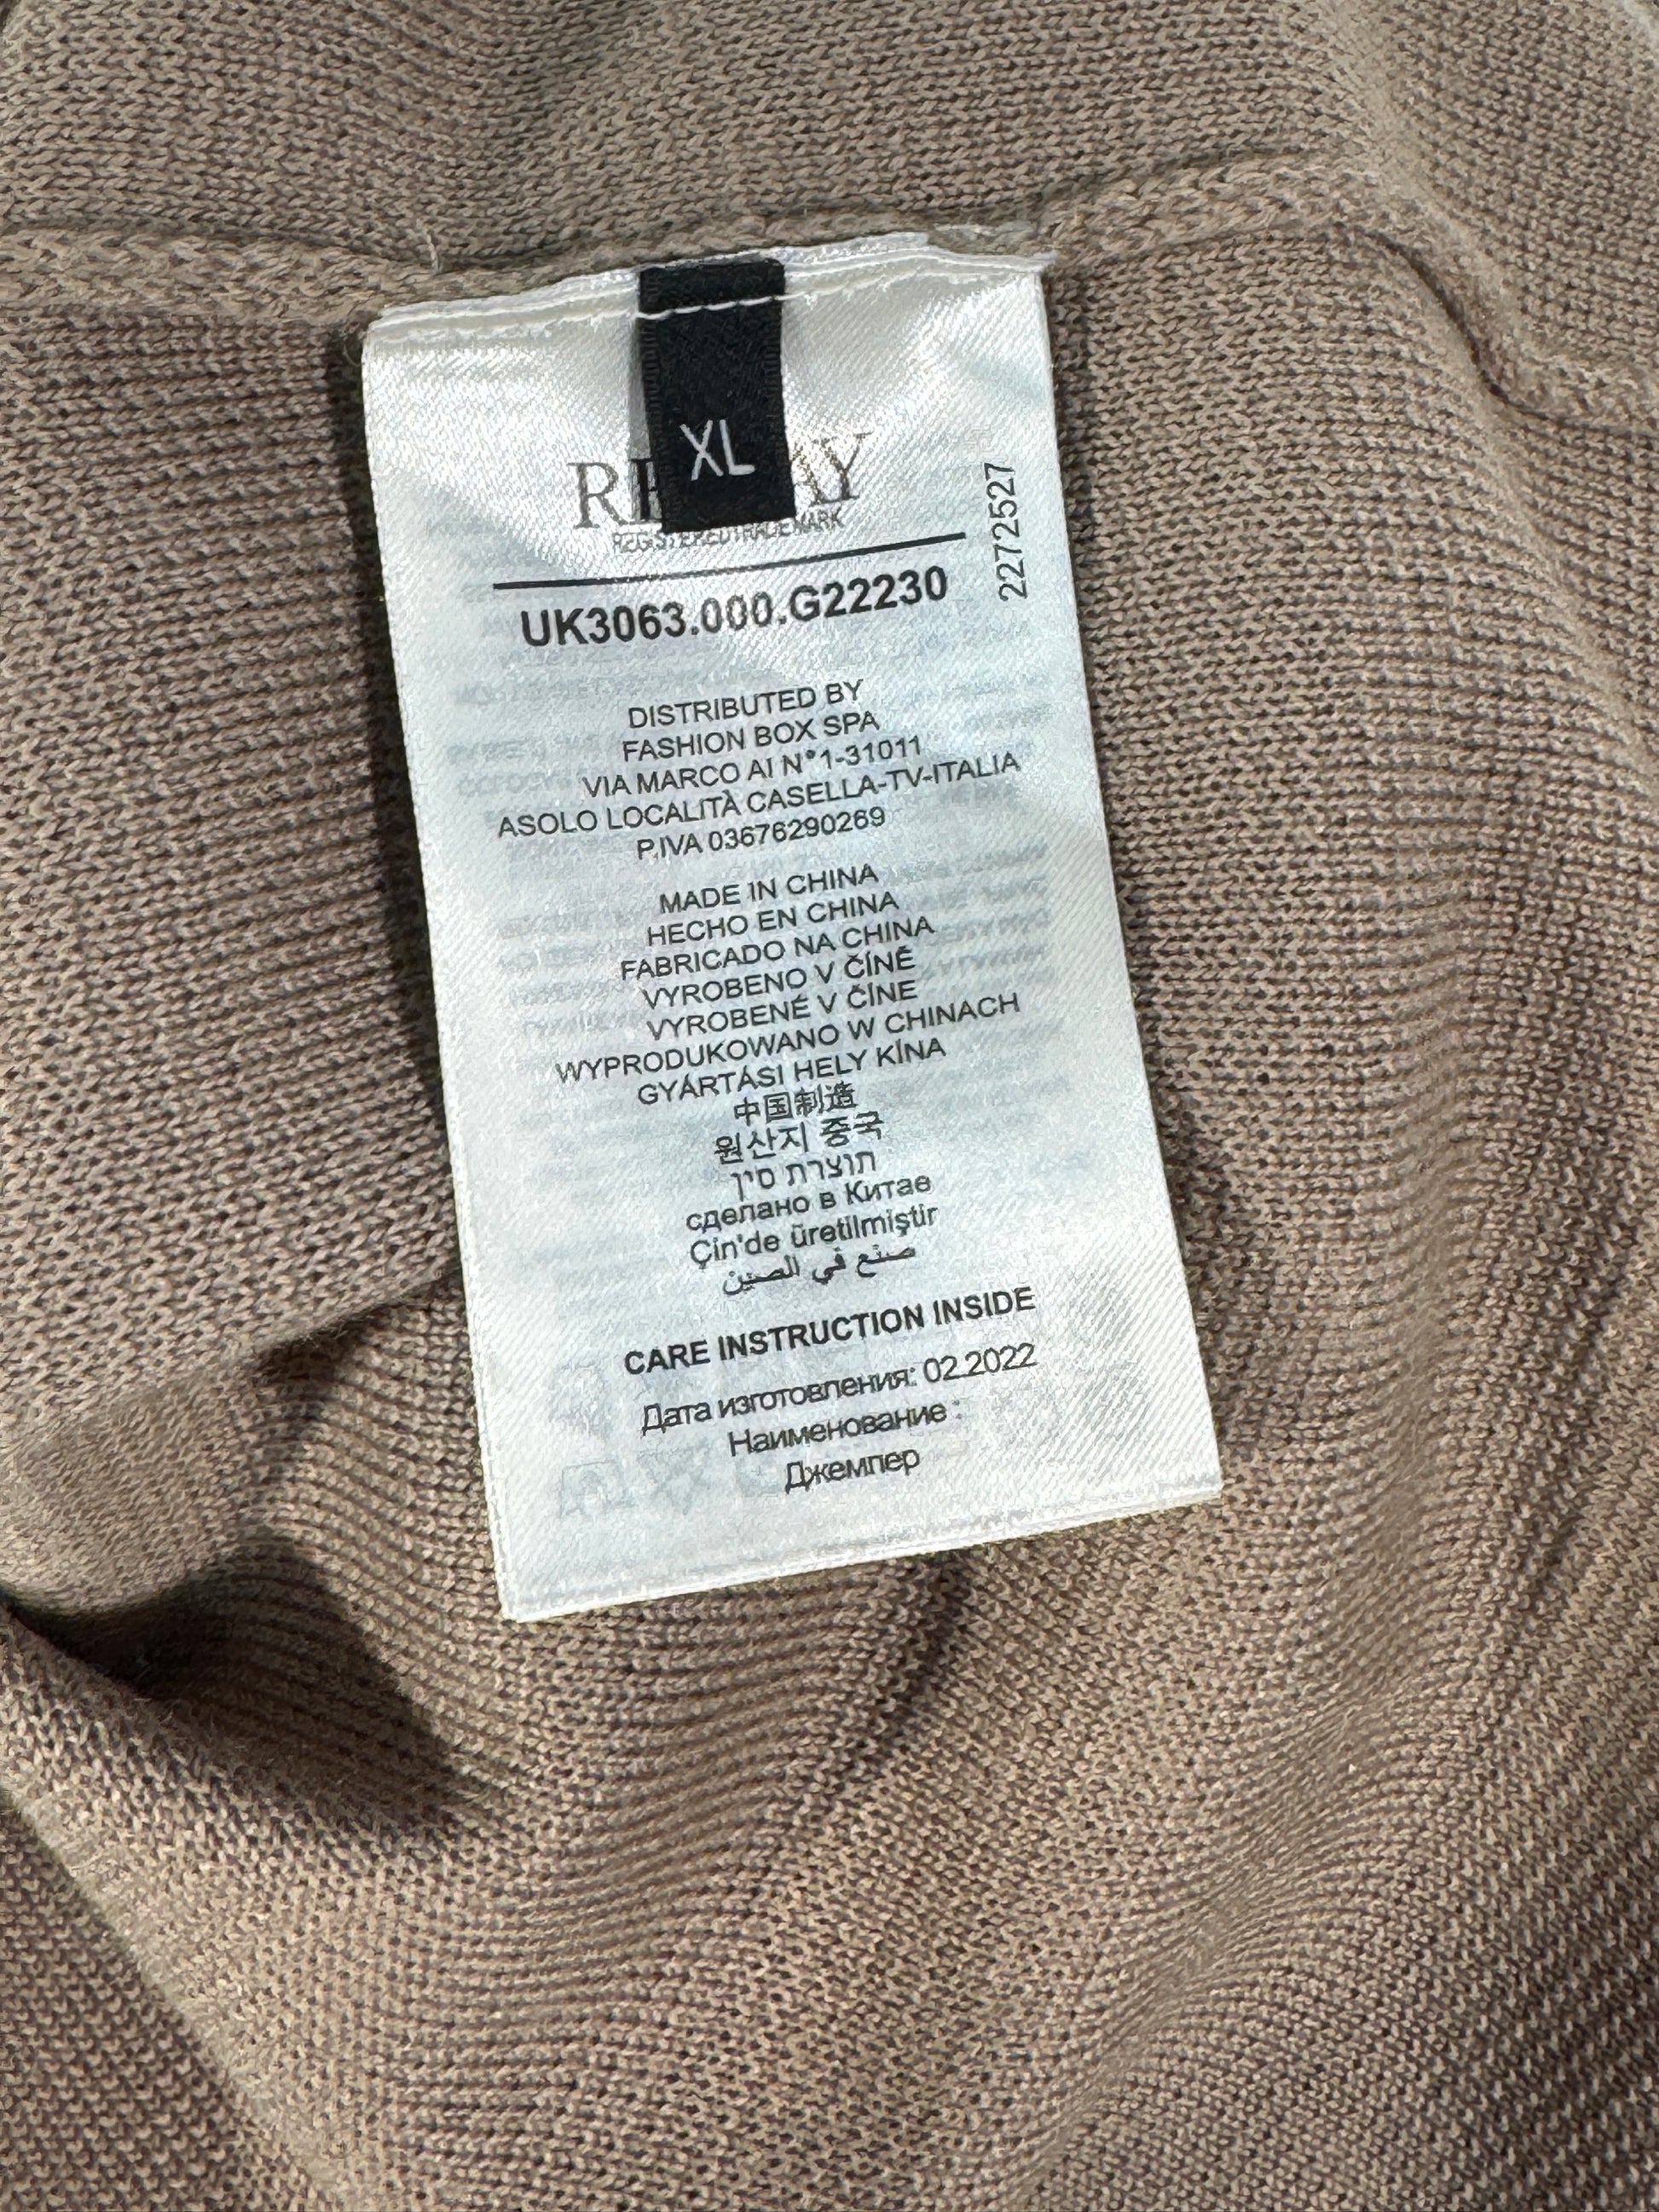 XL
REGISTERED TRADE MARK
2272527
UK3063.000.G22230
DISTRIBUTED BY
FASHION BOX SPA
VIA MARCO AI N°1-31011
ASOLO LOCALITÀ CASELLA-TV-ITALIA
P.IVA 03676290269
MADE IN CHINA
HECHO EN CHINA
FABRICADO NA CHINA
VYROBENO V ČÍNĚ
VYROBENÉ V ČÍNE
WYPRODUKOWANO W CHINACH
GYÁRTÁSI HELY KÍNA
中国制造
원산지 중국
תוצרת סין
сделано в Китае
Çin'de üretilmiştir
صنع في الصين
CARE INSTRUCTION INSIDE
Дата изготовления: 02.2022
Наименование :
Джемпер